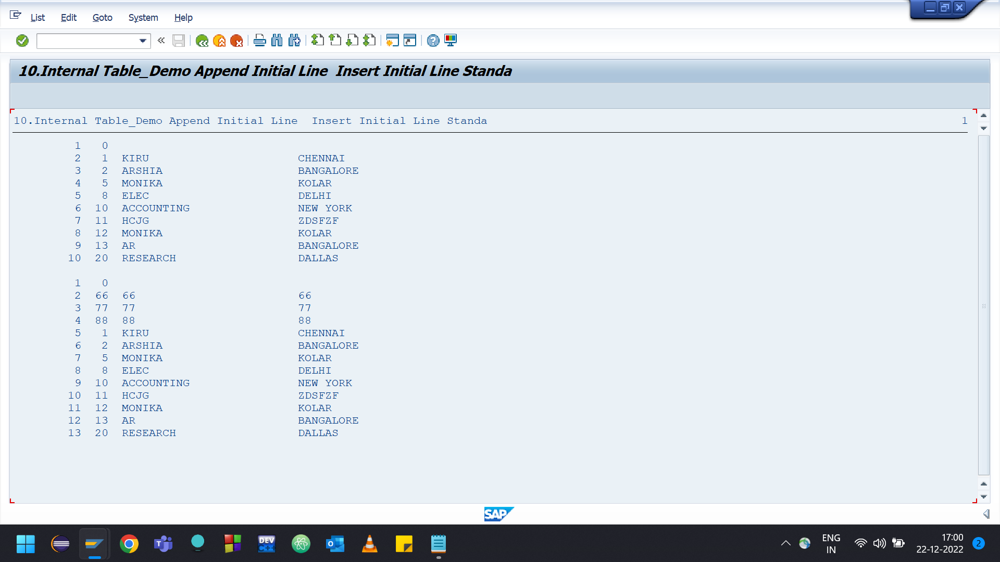 List Edit Goto System Help
10.Internal Table_Demo Append Initial Line  Insert Initial Line Standa
10.Internal Table_Demo Append Initial Line  Insert Initial Line Standa 1
1 0
2 1 KIRU CHENNAI
3 2 ARSHIA BANGALORE
4 5 MONIKA KOLAR
5 8 ELEC DELHI
6 10 ACCOUNTING NEW YORK
7 11 HCJG ZDSFZF
8 12 MONIKA KOLAR
9 13 AR BANGALORE
10 20 RESEARCH DALLAS
1 0
2 66 66 66
3 77 77 77
4 88 88 88
5 1 KIRU CHENNAI
6 2 ARSHIA BANGALORE
7 5 MONIKA KOLAR
8 8 ELEC DELHI
9 10 ACCOUNTING NEW YORK
10 11 HCJG ZDSFZF
11 12 MONIKA KOLAR
12 13 AR BANGALORE
13 20 RESEARCH DALLAS
SAP
DEV
C++
ENG
IN
17:00
22-12-2022
2